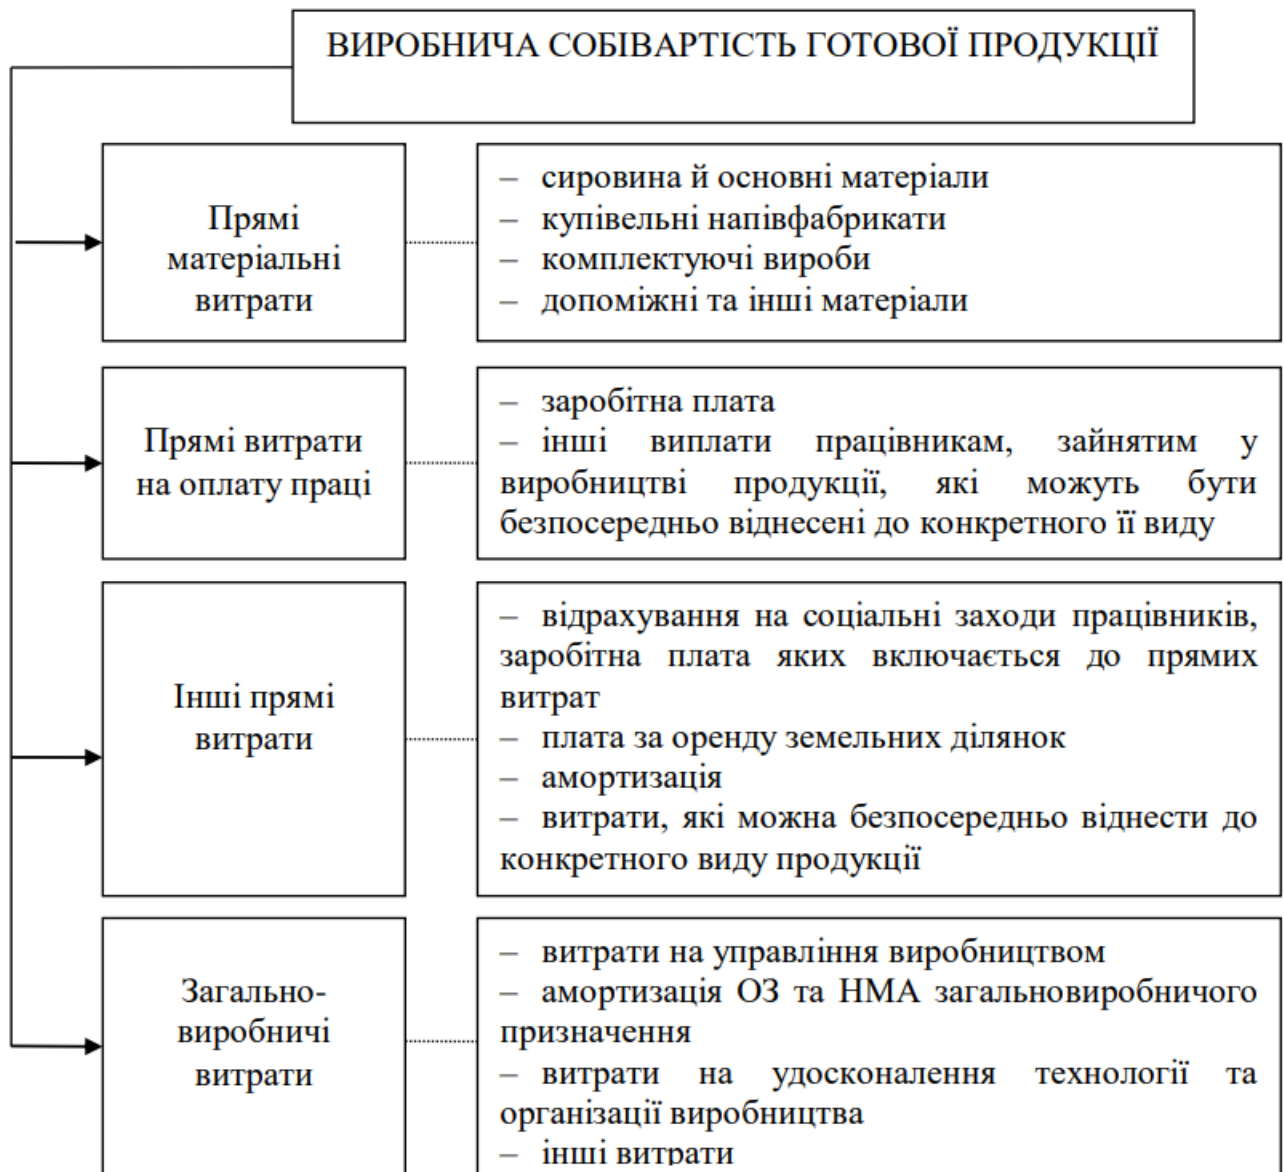 ВИРОБНИЧА СОБІВАРТІСТЬ ГОТОВОЇ ПРОДУКЦІЇ
Прямі
матеріальні
витрати
– сировина й основні матеріали
– купівельні напівфабрикати
– комплектуючі вироби
– допоміжні та інші матеріали
Прямі витрати
на оплату праці
– заробітна плата
– інші виплати працівникам, зайнятим у
виробництві продукції, які можуть бути
безпосередньо віднесені до конкретного її виду
Інші прямі
витрати
– відрахування на соціальні заходи працівників,
заробітна плата яких включається до прямих
витрат
– плата за оренду земельних ділянок
– амортизація
– витрати, які можна безпосередньо віднести до
конкретного виду продукції
Загально-
виробничі
витрати
– витрати на управління виробництвом
– амортизація ОЗ та НМА загальновиробничого
призначення
– витрати на удосконалення технології та
організації виробництва
– інші витрати